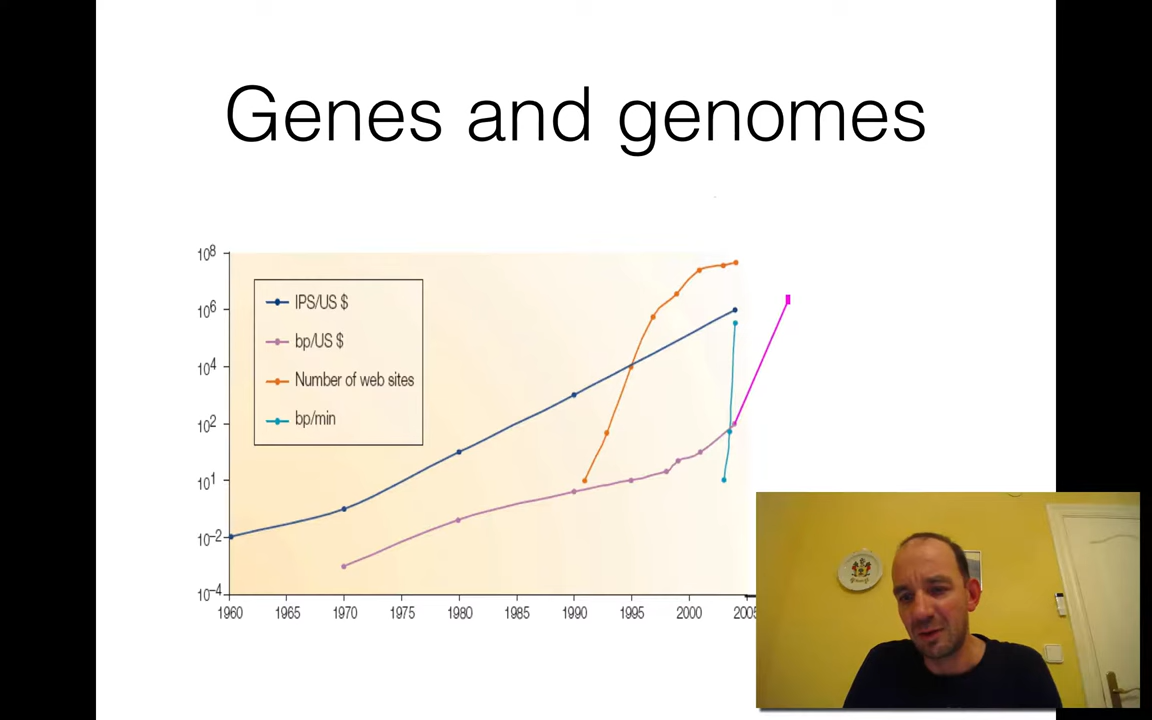 Genes and genomes
10⁸
10⁶
10⁴
10²
10¹
10⁻²
10⁻⁴
IPS/US $
bp/US $
Number of web sites
bp/min
1960 1965 1970 1975 1980 1985 1990 1995 2000 2005